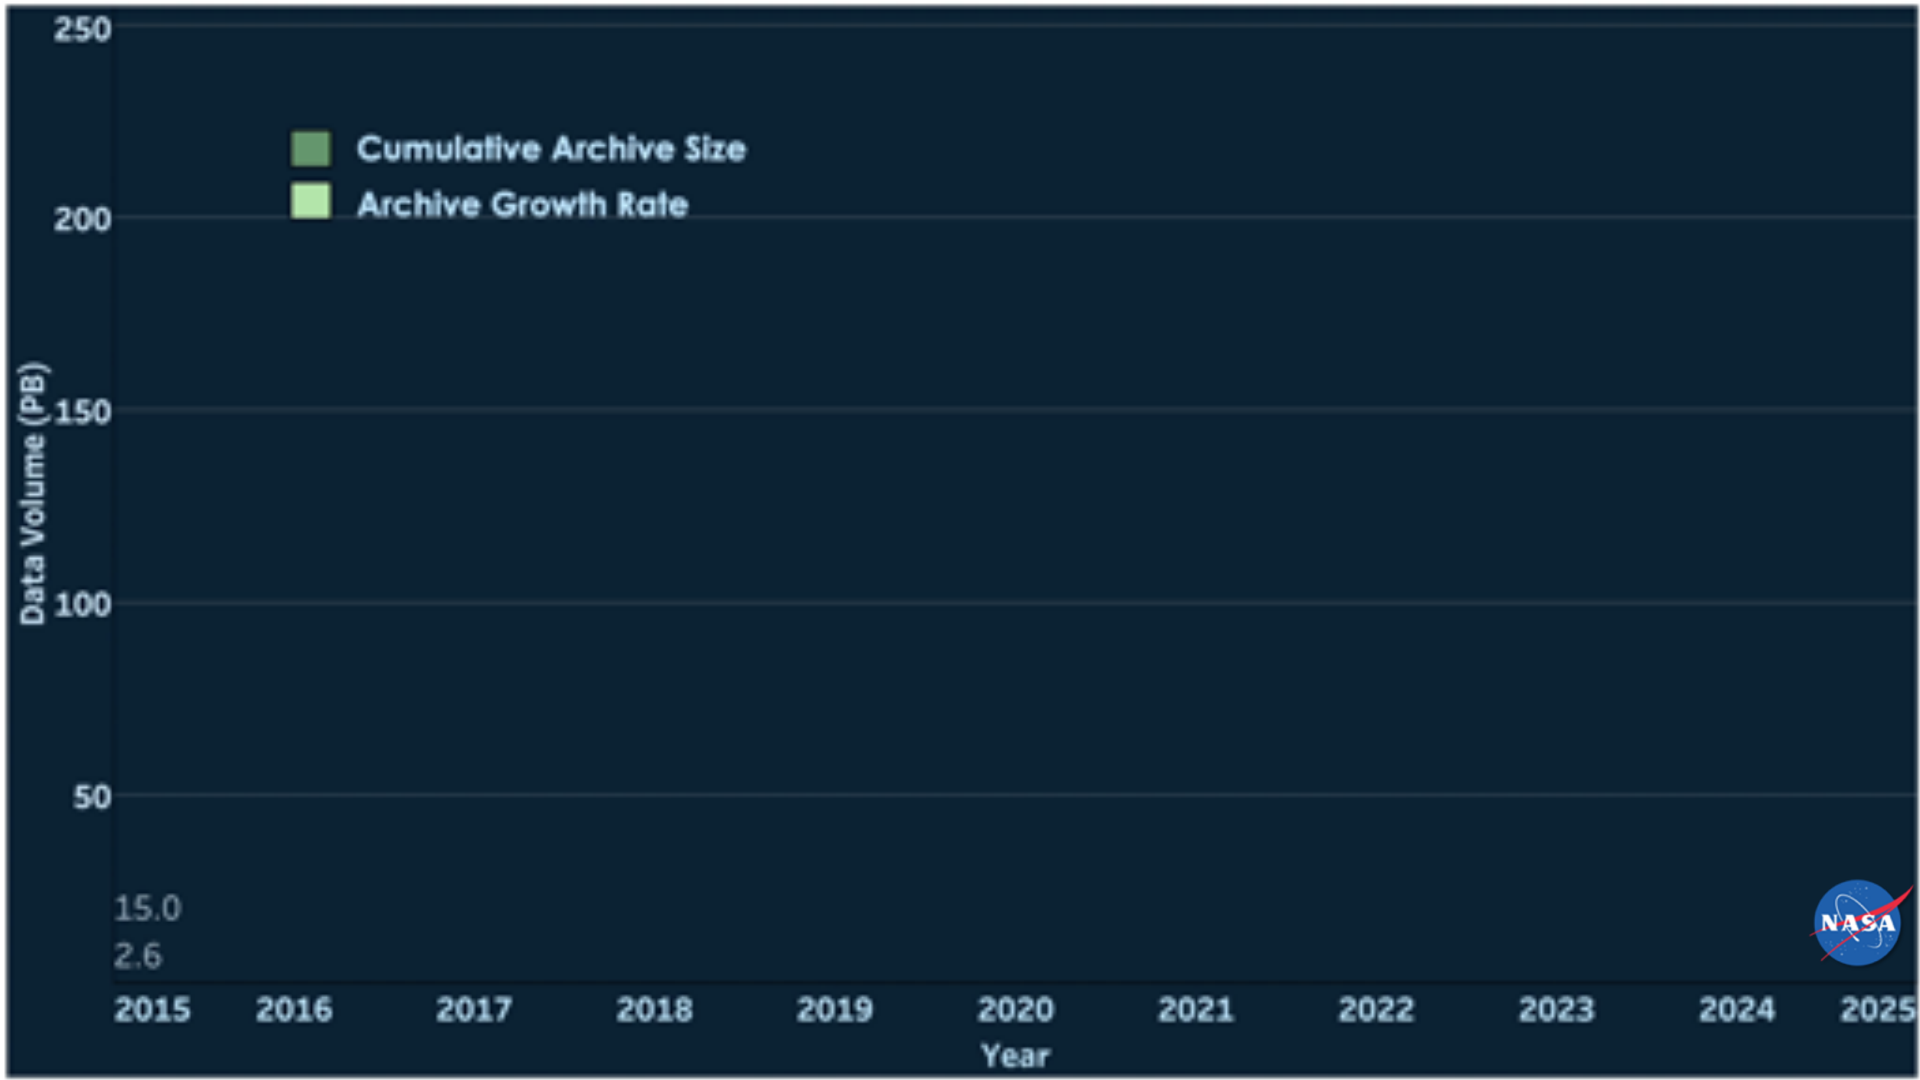 250
Cumulative Archive Size
Archive Growth Rate
200
150
Data Volume (PB)
100
50
15.0
2.6
NASA
2015 2016 2017 2018 2019 2020 2021 2022 2023 2024 2025
Year